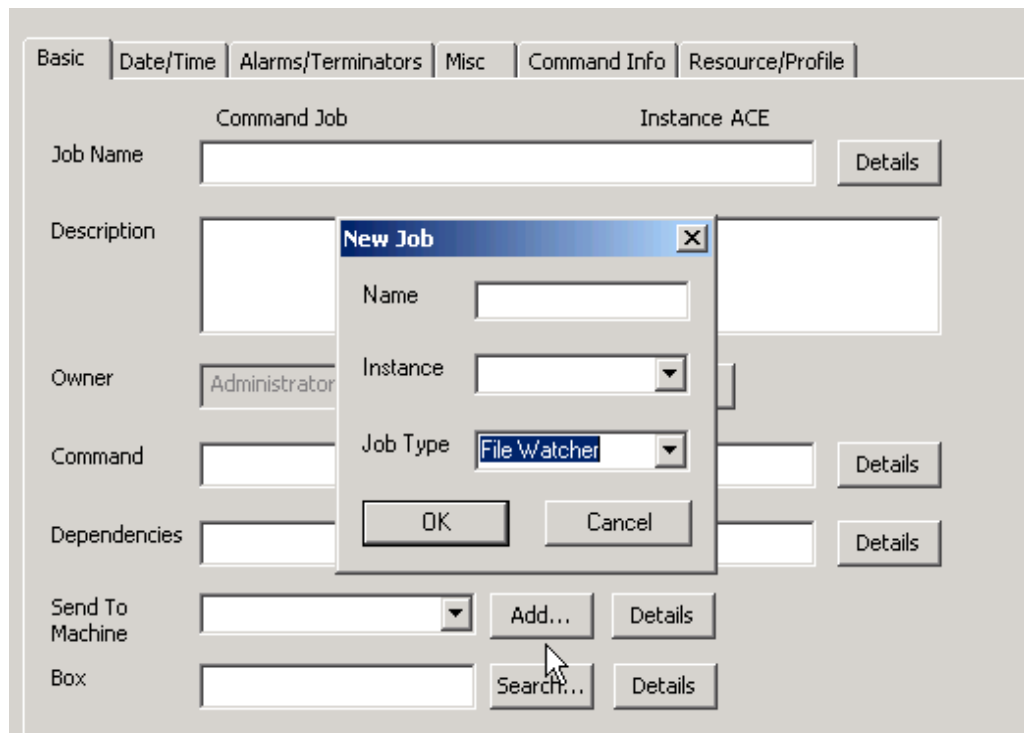 Basic Date/Time Alarms/Terminators Misc Command Info Resource/Profile
Command Job Instance ACE
Job Name Details
Description
New Job
Name
Instance
Owner Administrator
Job Type File Watcher
Command Details
OK Cancel
Dependencies Details
Send To
Machine Add... Details
Box Search... Details